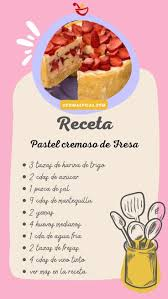 Receta
Pastel cremoso de Fresa
3 tazas de harina de trigo
2 cdas de azucar
1 pizca de sal
4 cdas de mantequilla
2 yemas
4 huevos medianos
1 cda de agua fria
2 tazas de fresas
4 cdas de vino tinto
ver mas en la receta